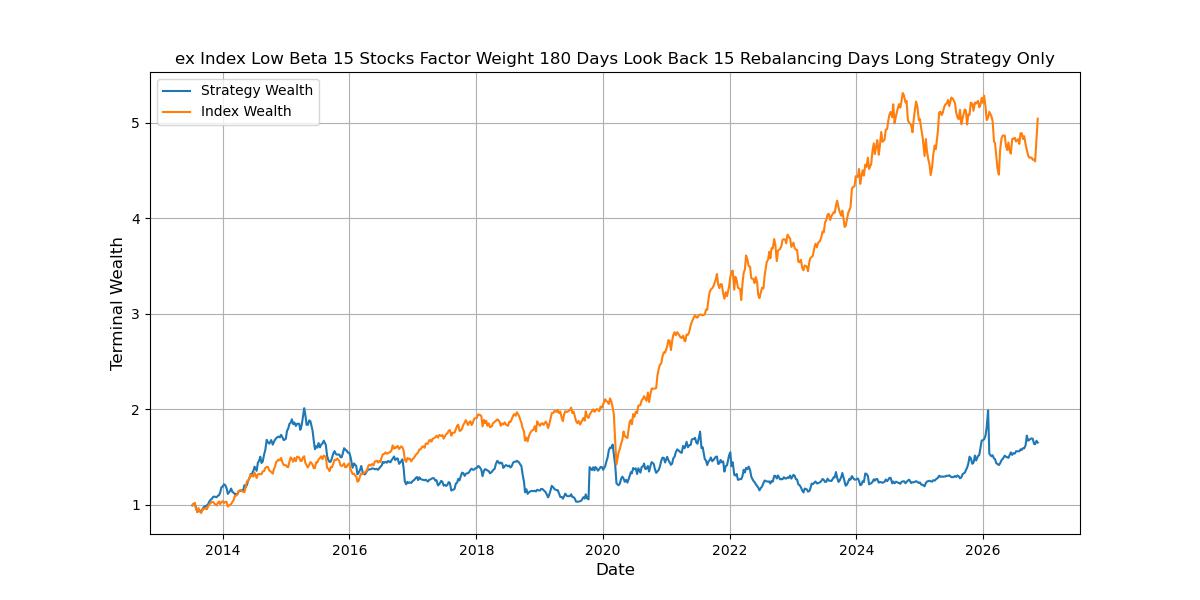 ex Index Low Beta 15 Stocks Factor Weight 180 Days Look Back 15 Rebalancing Days Long Strategy Only
Strategy Wealth
Index Wealth
Terminal Wealth
5
4
3
2
1
2014 2016 2018 2020 2022 2024 2026
Date